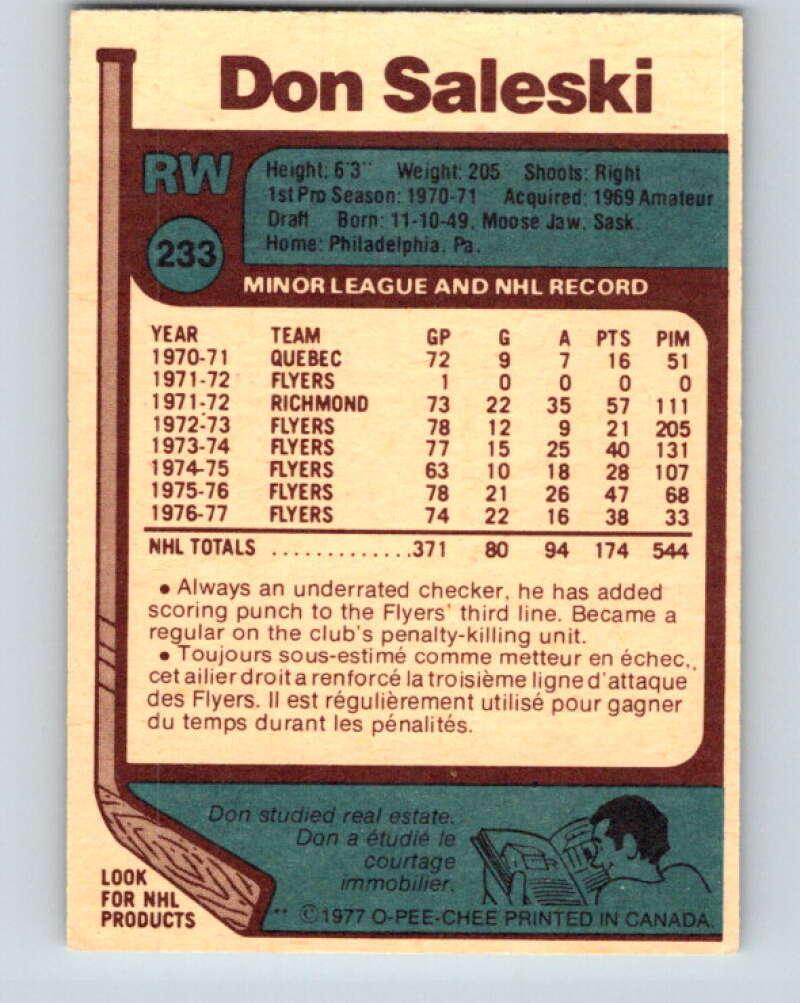 Don Saleski
RW
Height: 6'3" Weight: 205 Shoots: Right
1st Pro Season: 1970-71 Acquired: 1969 Amateur
Draft Born: 11-10-49, Moose Jaw, Sask.
Home: Philadelphia, Pa.
233
MINOR LEAGUE AND NHL RECORD
YEAR TEAM GP G A PTS PIM
1970-71 QUEBEC 72 9 7 16 51
1971-72 FLYERS 1 0 0 0 0
1971-72 RICHMOND 73 22 35 57 111
1972-73 FLYERS 78 12 9 21 205
1973-74 FLYERS 77 15 25 40 131
1974-75 FLYERS 63 10 18 28 107
1975-76 FLYERS 78 21 26 47 68
1976-77 FLYERS 74 22 16 38 33
NHL TOTALS .............371 80 94 174 544
• Always an underrated checker, he has added
scoring punch to the Flyers' third line. Became a
regular on the club's penalty-killing unit.
• Toujours sous-estimé comme metteur en échec,
cet ailier droit a renforcé la troisième ligne d'attaque
des Flyers. Il est régulièrement utilisé pour gagner
du temps durant les pénalités.
Don studied real estate.
Don a étudié le
courtage
immobilier.
LOOK
FOR NHL
PRODUCTS
** ©1977 O-PEE-CHEE PRINTED IN CANADA.